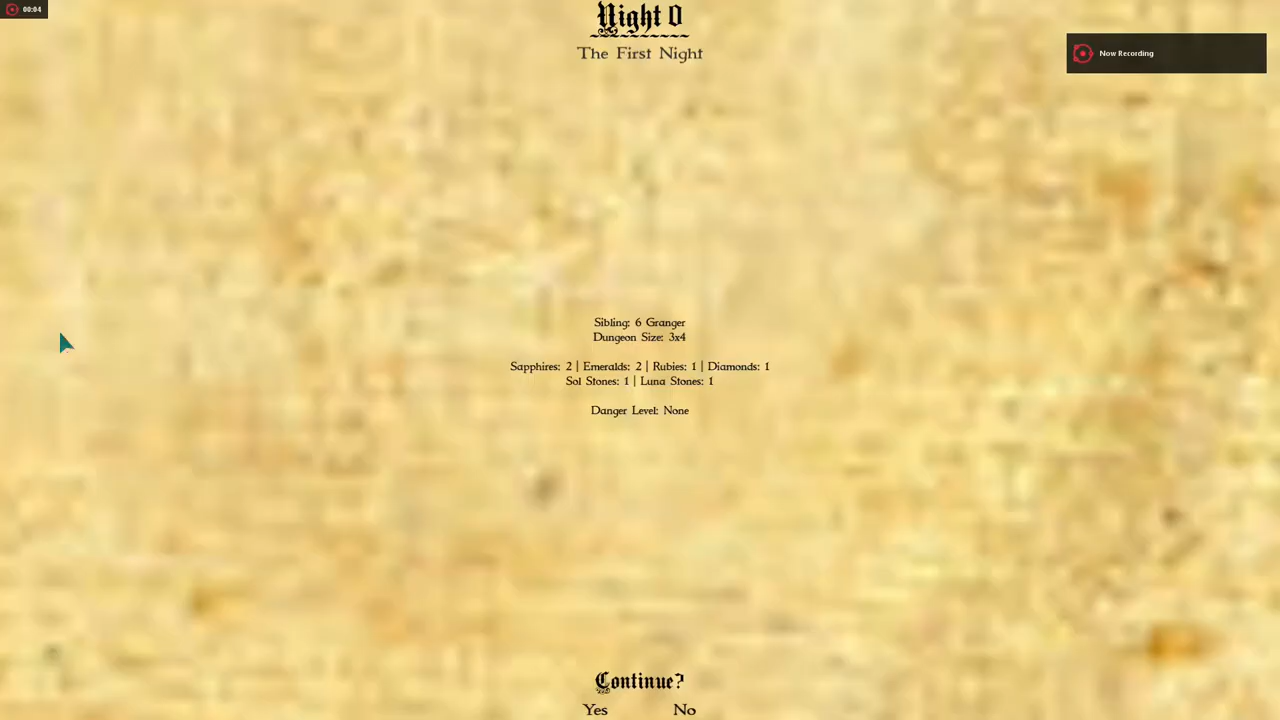 00:04
Night 0
The First Night
Now Recording
Sibling: 6 Granger
Dungeon Size: 3x4
Sapphires: 2 | Emeralds: 2 | Rubies: 1 | Diamonds: 1
Sol Stones: 1 | Luna Stones: 1
Danger Level: None
Continue?
Yes No